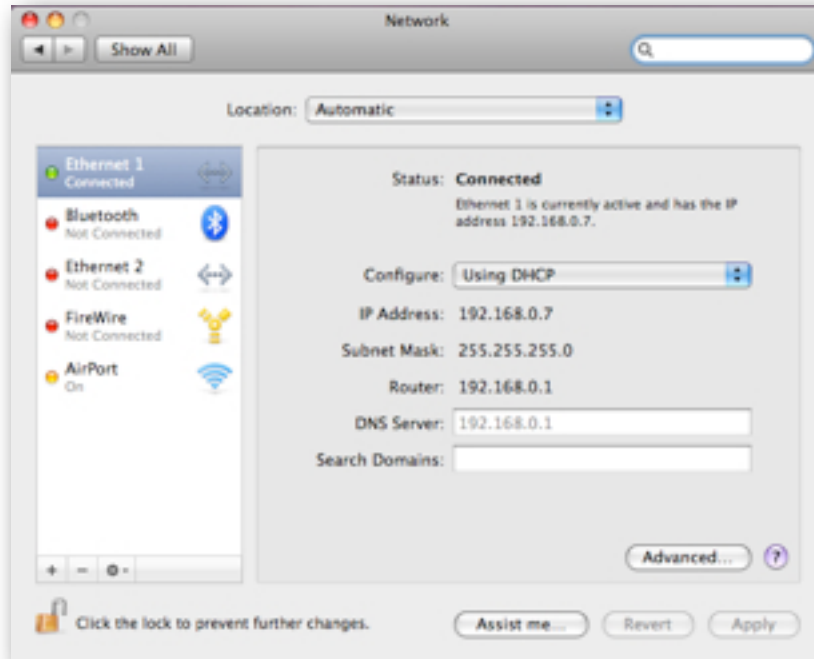 Network
Show All
Location: Automatic
Ethernet 1
Connected
Bluetooth
Not Connected
Ethernet 2
Not Connected
FireWire
Not Connected
AirPort
On
Status: Connected
Ethernet 1 is currently active and has the IP
address 192.168.0.7.
Configure: Using DHCP
IP Address: 192.168.0.7
Subnet Mask: 255.255.255.0
Router: 192.168.0.1
DNS Server: 192.168.0.1
Search Domains:
Advanced... ?
Click the lock to prevent further changes.
Assist me... Revert Apply